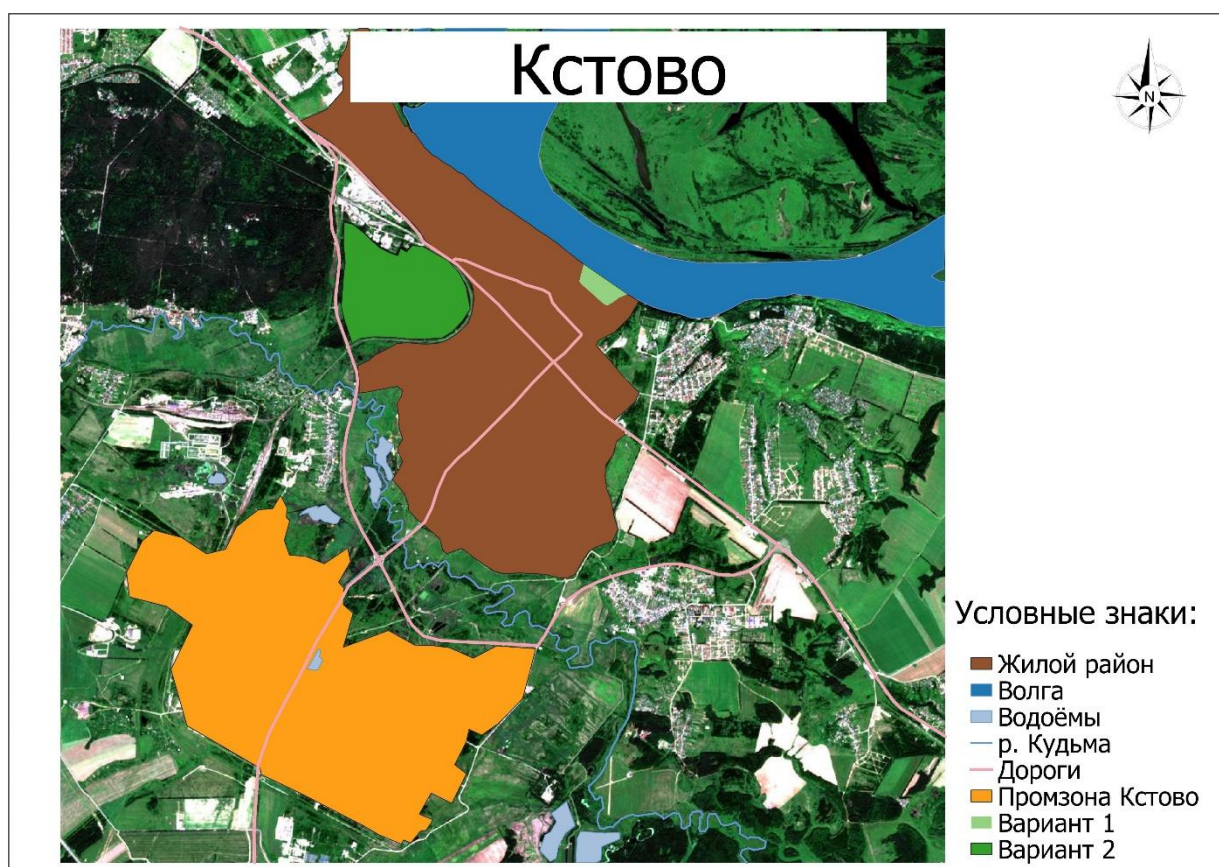 Кстово
N
Условные знаки:
Жилой район
Волга
Водоёмы
р. Кудьма
Дороги
Промзона Кстово
Вариант 1
Вариант 2